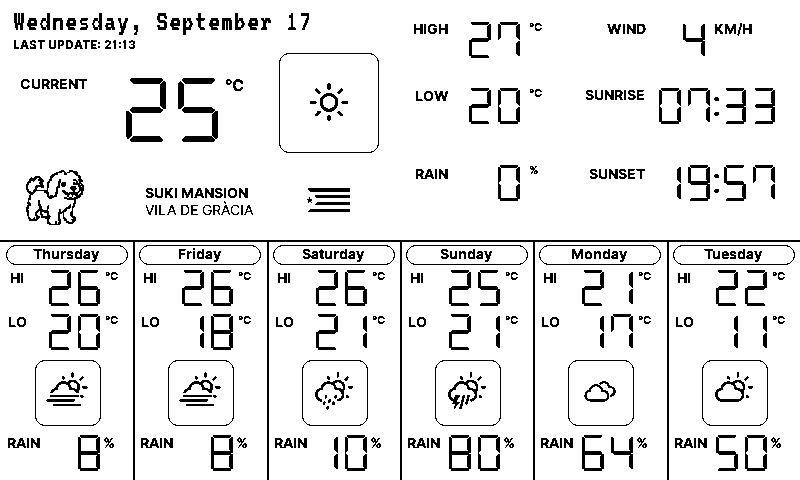 Wednesday, September 17
LAST UPDATE: 21:13
CURRENT 25 °C
HIGH 27 °C
LOW 20 °C
RAIN 0 %
WIND 4 KM/H
SUNRISE 07:33
SUNSET 19:57
SUKI MANSION
VILA DE GRÀCIA
Thursday
HI 26 °C
LO 20 °C
RAIN 8 %
Friday
HI 26 °C
LO 18 °C
RAIN 8 %
Saturday
HI 26 °C
LO 21 °C
RAIN 10 %
Sunday
HI 25 °C
LO 21 °C
RAIN 80 %
Monday
HI 21 °C
LO 17 °C
RAIN 64 %
Tuesday
HI 22 °C
LO 11 °C
RAIN 50 %